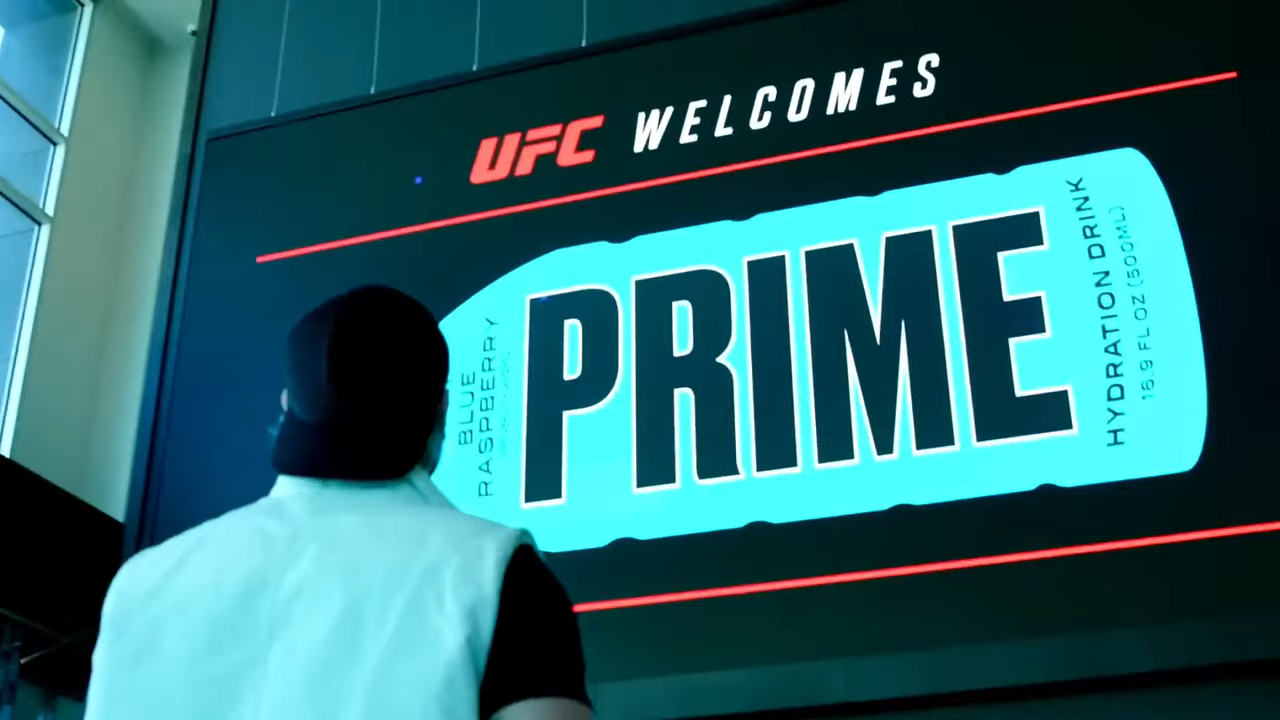 UFC WELCOMES
BLUE
RASPBERRY
PRIME
HYDRATION DRINK
16.9 FL OZ (500ML)